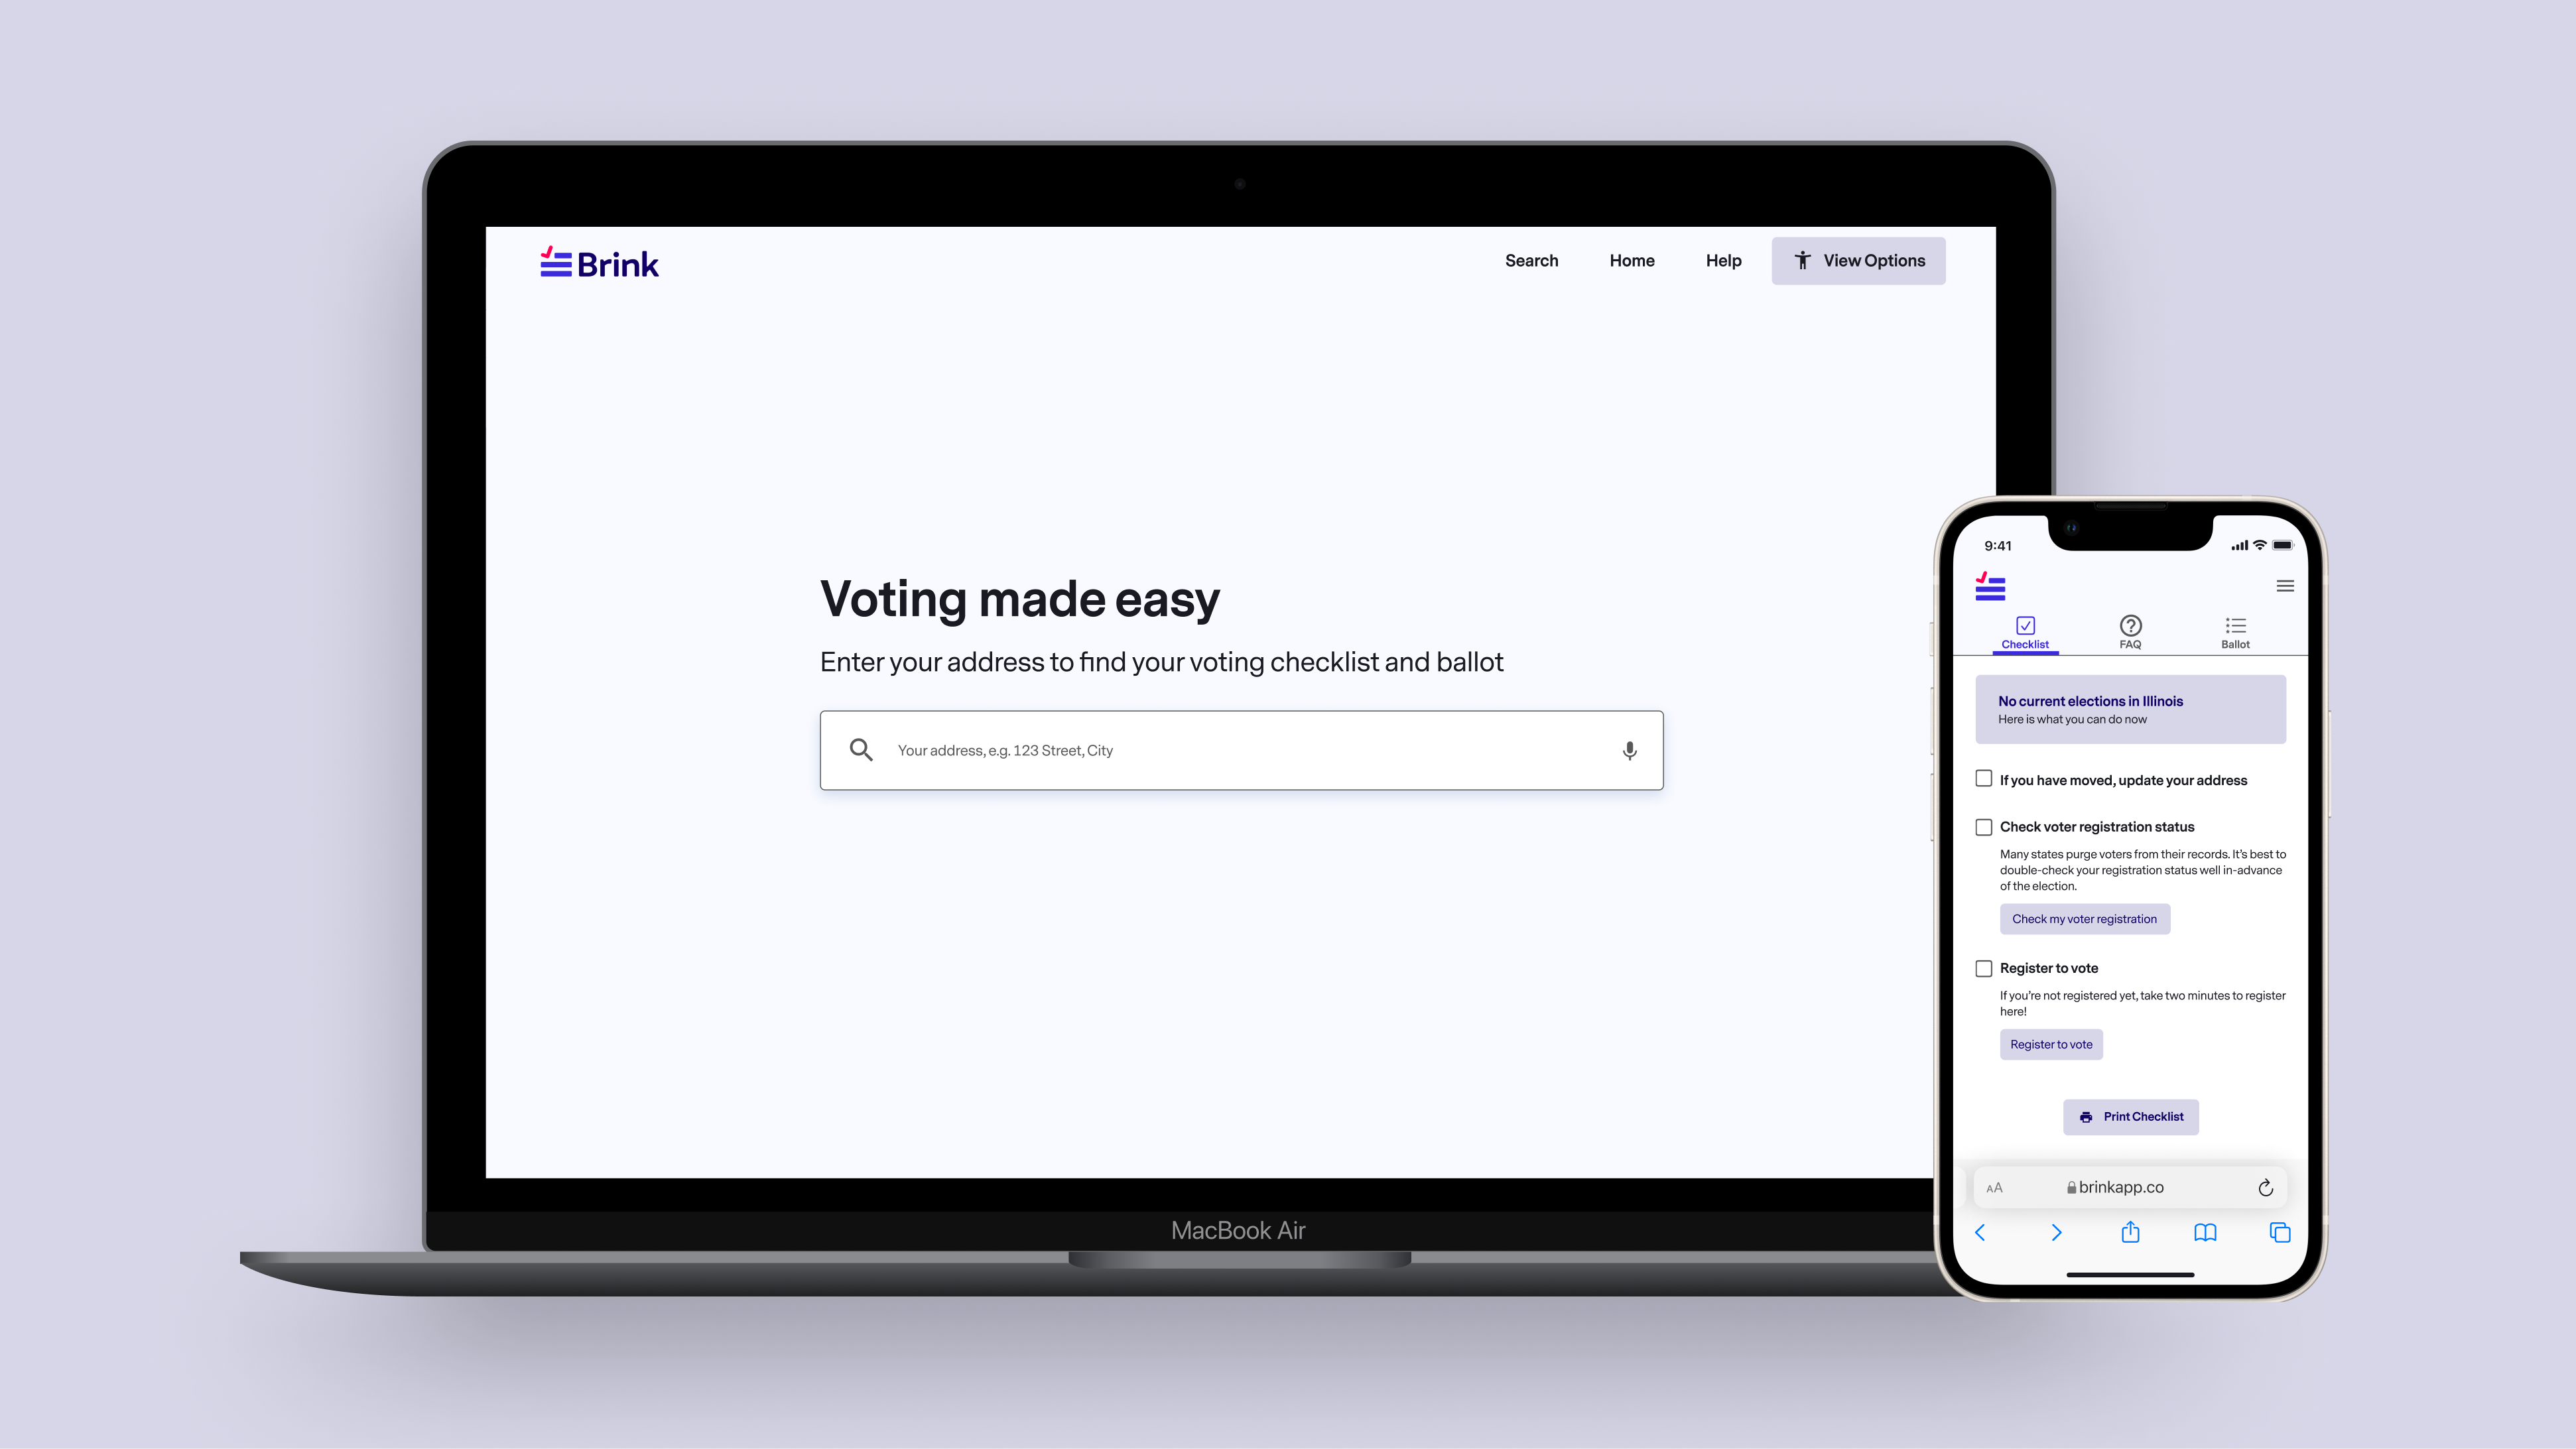 Brink
Search Home Help View Options
Voting made easy
Enter your address to find your voting checklist and ballot
Your address, e.g. 123 Street, City
MacBook Air
9:41
Checklist FAQ Ballot
No current elections in Illinois
Here is what you can do now
If you have moved, update your address
Check voter registration status
Many states purge voters from their records. It’s best to
double-check your registration status well in-advance
of the election.
Check my voter registration
Register to vote
If you’re not registered yet, take two minutes to register
here!
Register to vote
Print Checklist
AA brinkapp.co